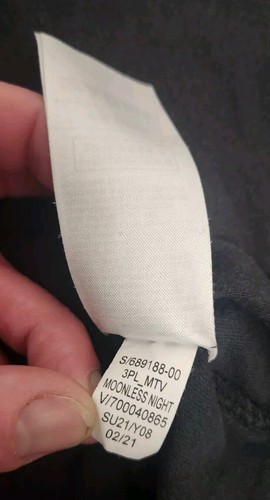 S/689188-00
3PL_MTV
MOONLESS NIGHT
V/700040865
SU21/Y08
02/21